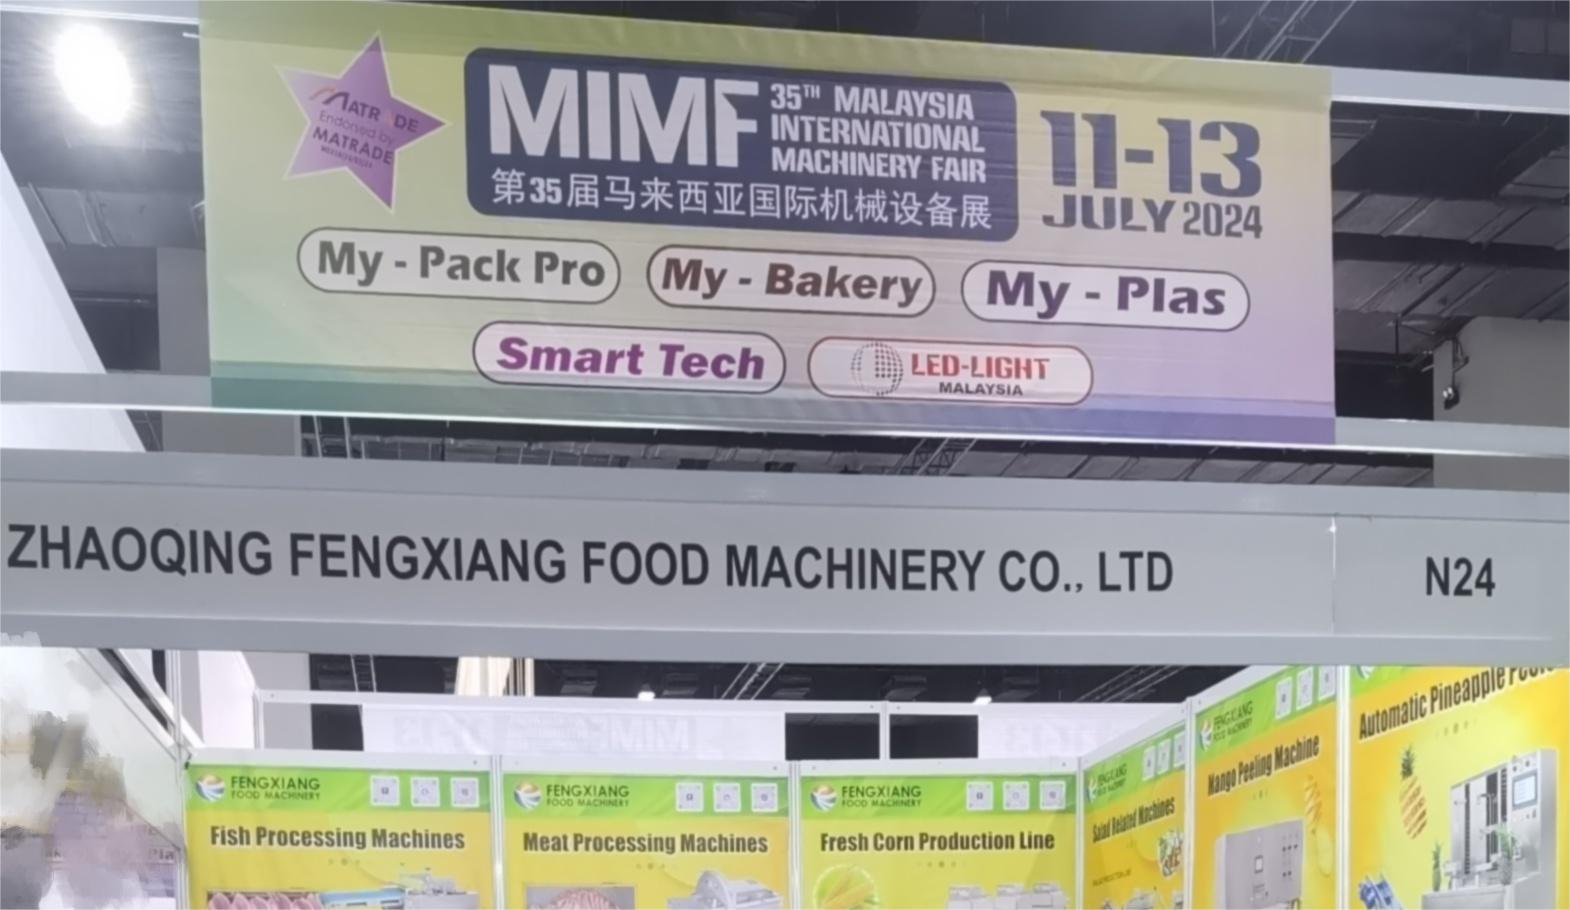 MATRADE
Endorsed by
MATRADE
MIMF
35TH MALAYSIA
INTERNATIONAL
MACHINERY FAIR
第35届马来西亚国际机械设备展
11-13
JULY 2024
My - Pack Pro
My - Bakery
My - Plas
Smart Tech
LED-LIGHT
MALAYSIA
ZHAOQING FENGXIANG FOOD MACHINERY CO., LTD
N24
FENGXIANG
FOOD MACHINERY
Fish Processing Machines
FENGXIANG
FOOD MACHINERY
Meat Processing Machines
FENGXIANG
FOOD MACHINERY
Fresh Corn Production Line
FENGXIANG
FOOD MACHINERY
Salad Related Machines
FENGXIANG
FOOD MACHINERY
Mango Peeling Machine
Automatic Pineapple